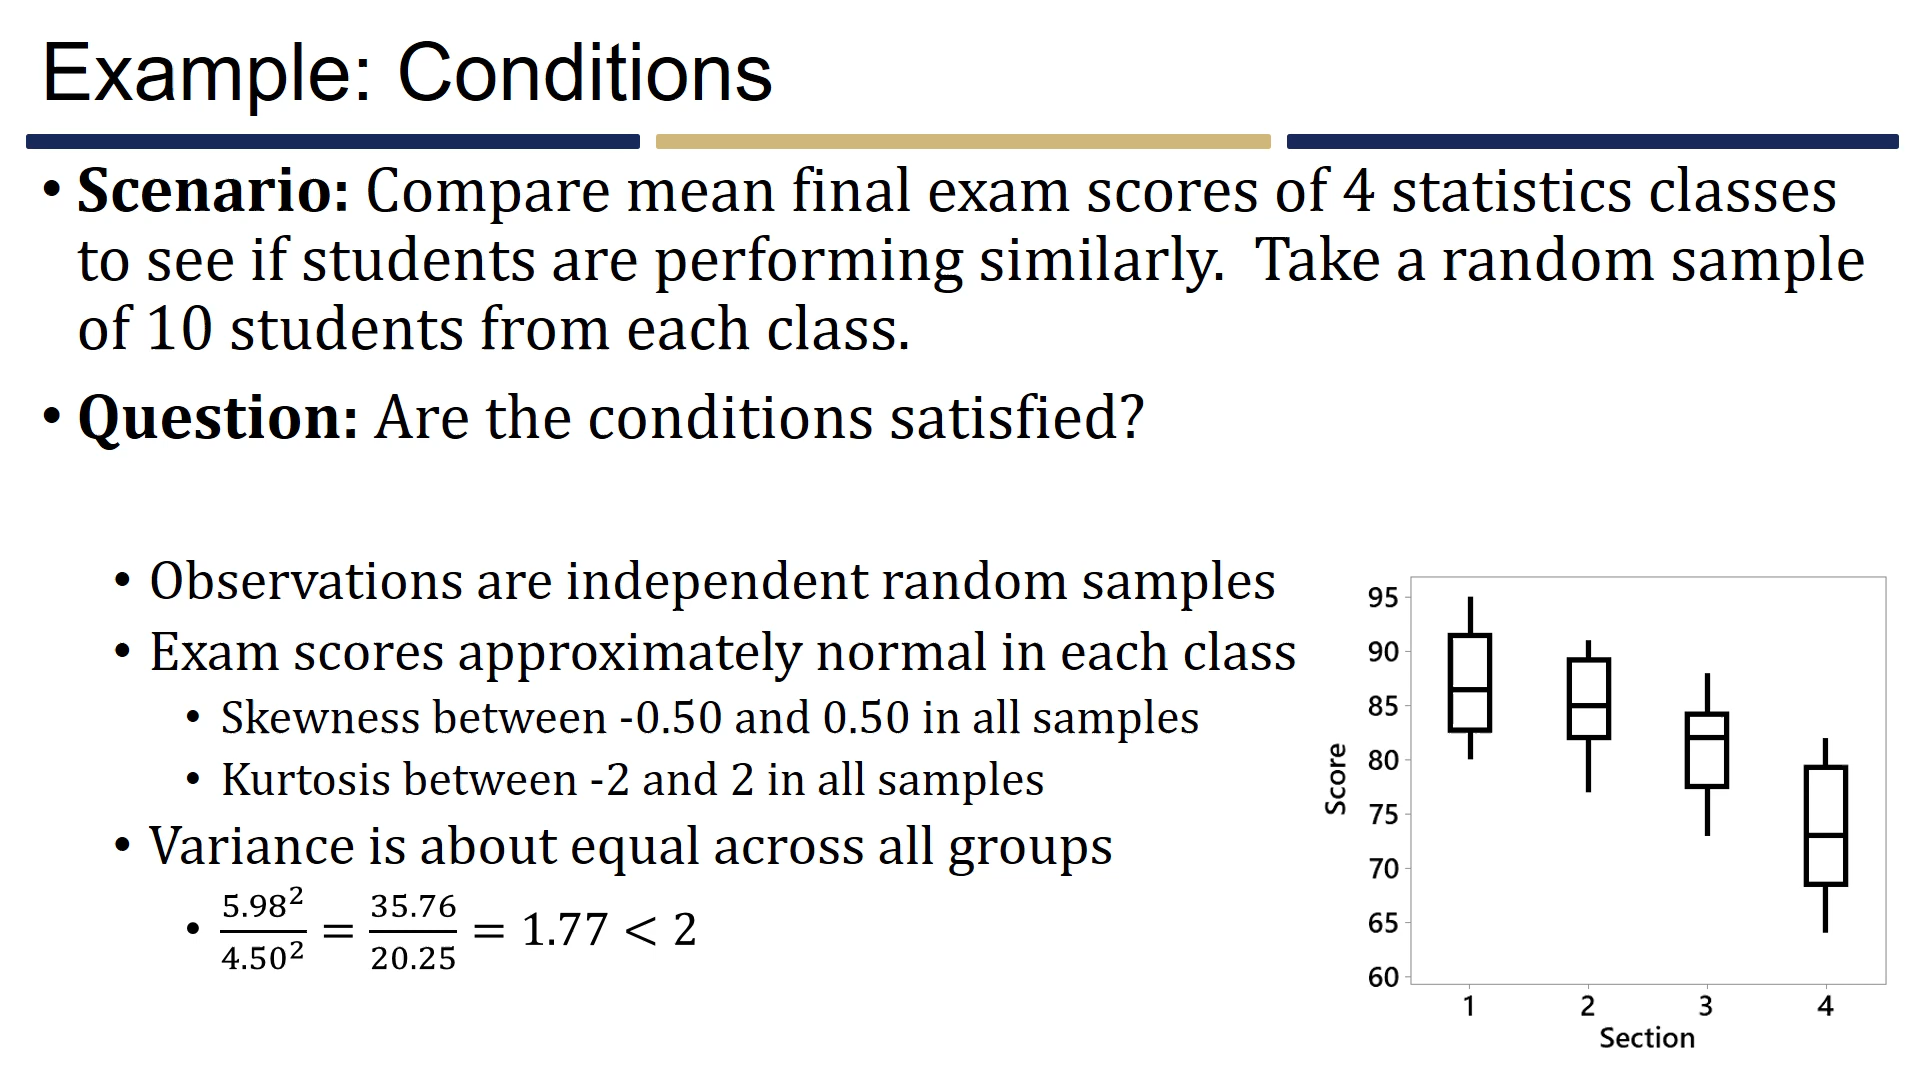 Example: Conditions
• Scenario: Compare mean final exam scores of 4 statistics classes
to see if students are performing similarly. Take a random sample
of 10 students from each class.
• Question: Are the conditions satisfied?
• Observations are independent random samples
• Exam scores approximately normal in each class
• Skewness between -0.50 and 0.50 in all samples
• Kurtosis between -2 and 2 in all samples
• Variance is about equal across all groups
• 5.98²/4.50² = 35.76/20.25 = 1.77 < 2
95
90
85
80
75
70
65
60
Score
1 2 3 4
Section